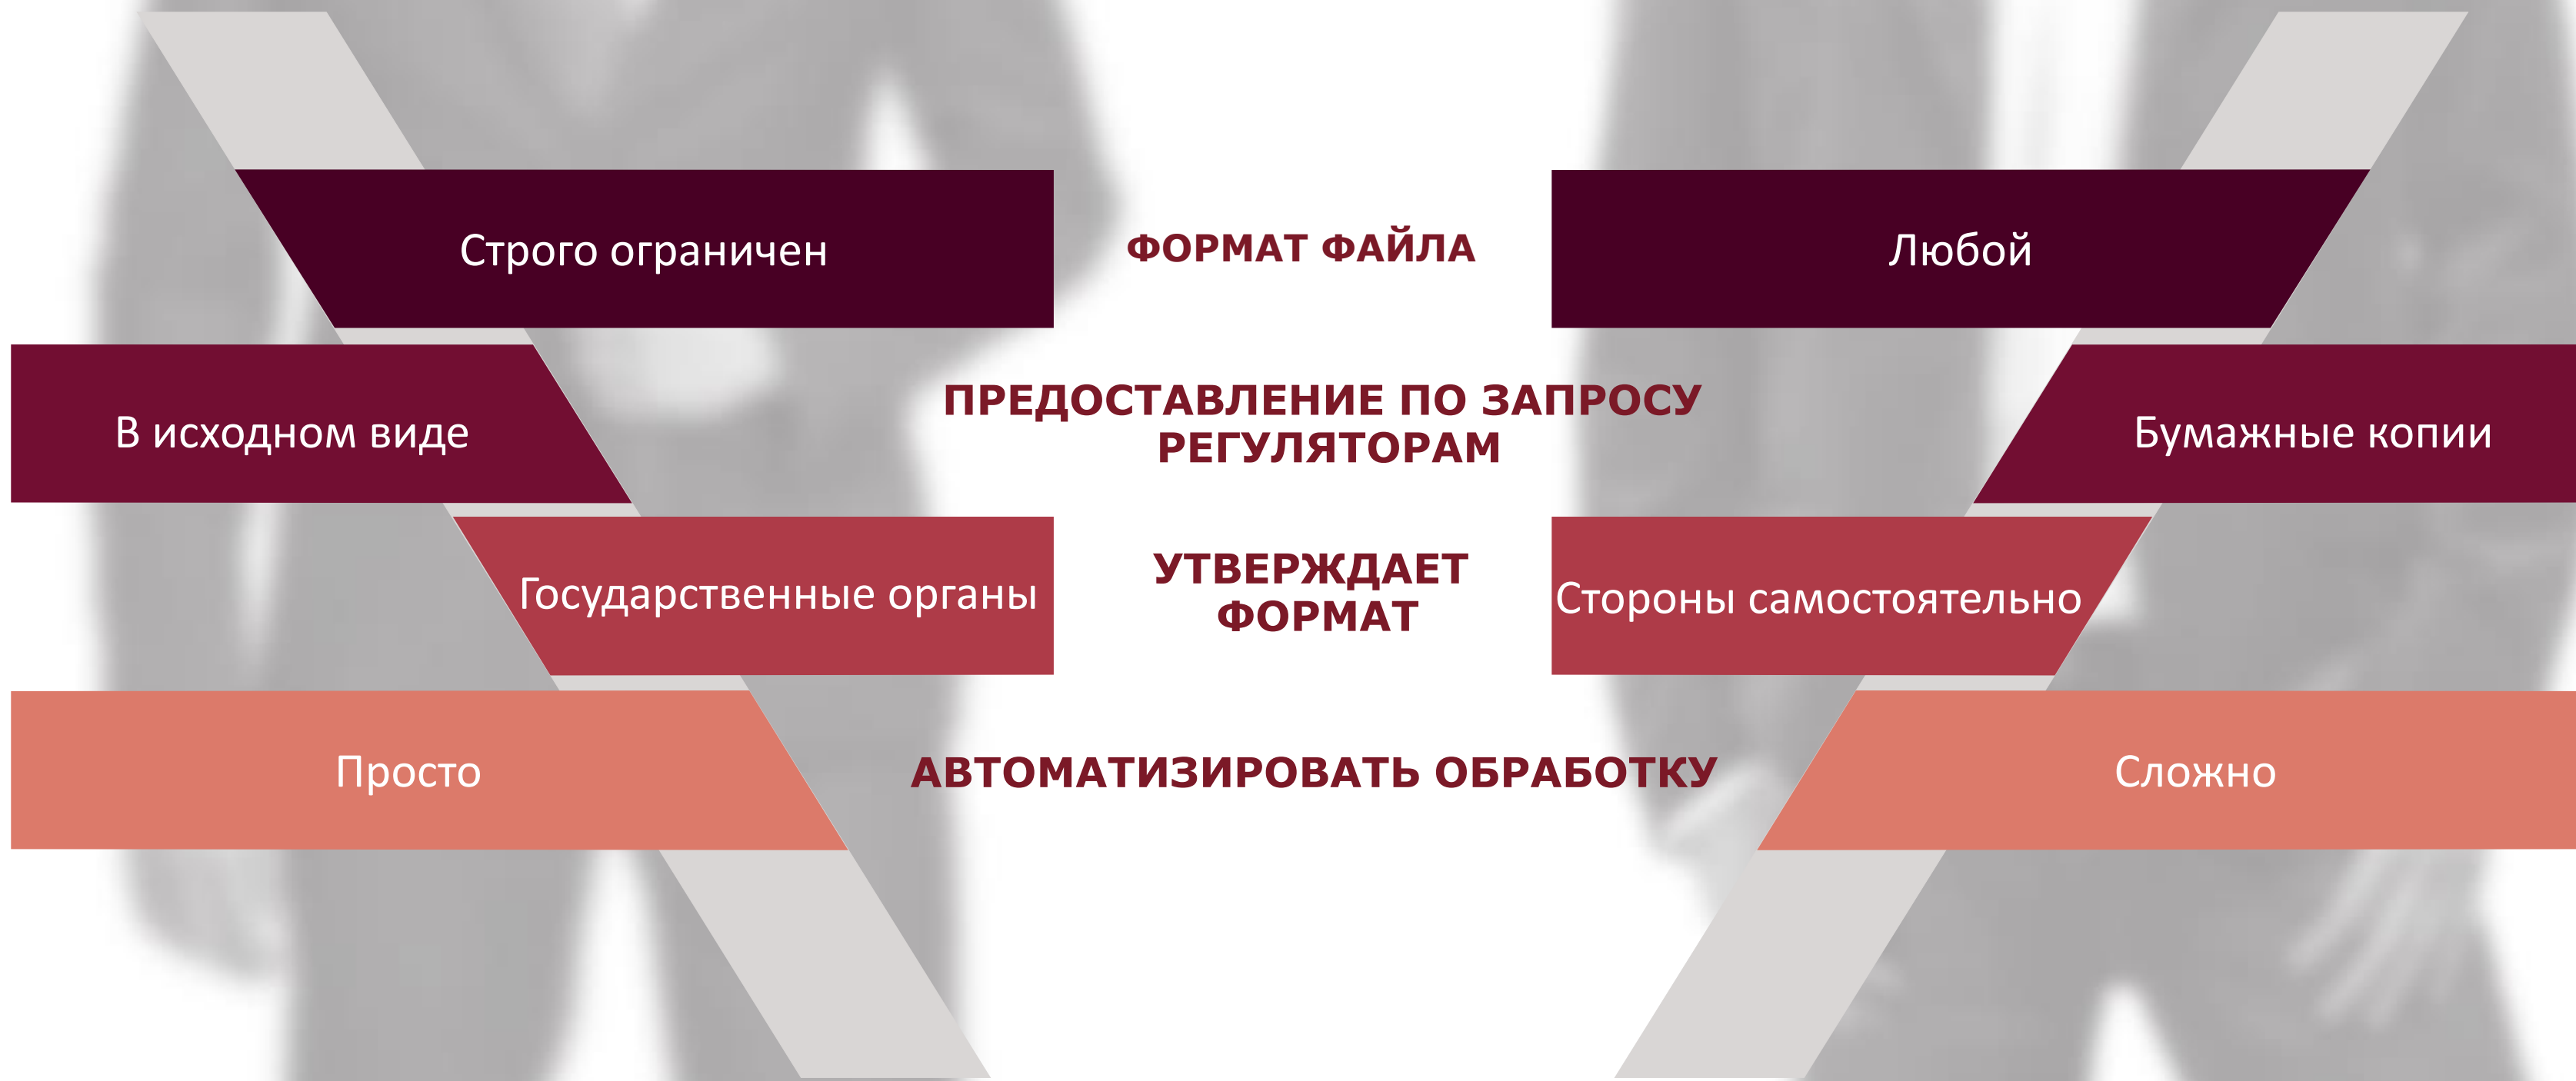 Строго ограничен
ФОРМАТ ФАЙЛА
Любой
В исходном виде
ПРЕДОСТАВЛЕНИЕ ПО ЗАПРОСУ
РЕГУЛЯТОРАМ
Бумажные копии
Государственные органы
УТВЕРЖДАЕТ
ФОРМАТ
Стороны самостоятельно
Просто
АВТОМАТИЗИРОВАТЬ ОБРАБОТКУ
Сложно